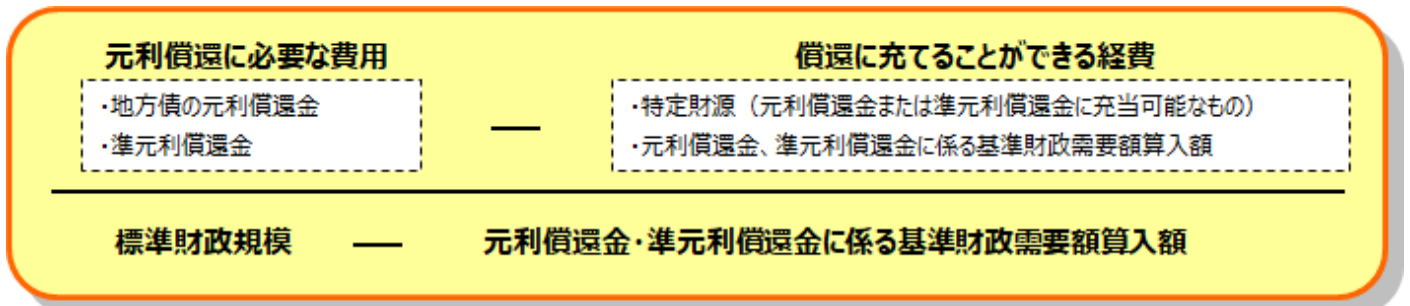 元利償還に必要な費用
償還に充てることができる経費
・地方債の元利償還金
・準元利償還金
―
・特定財源（元利償還金または準元利償還金に充当可能なもの）
・元利償還金、準元利償還金に係る基準財政需要額算入額
標準財政規模 ― 元利償還金・準元利償還金に係る基準財政需要額算入額